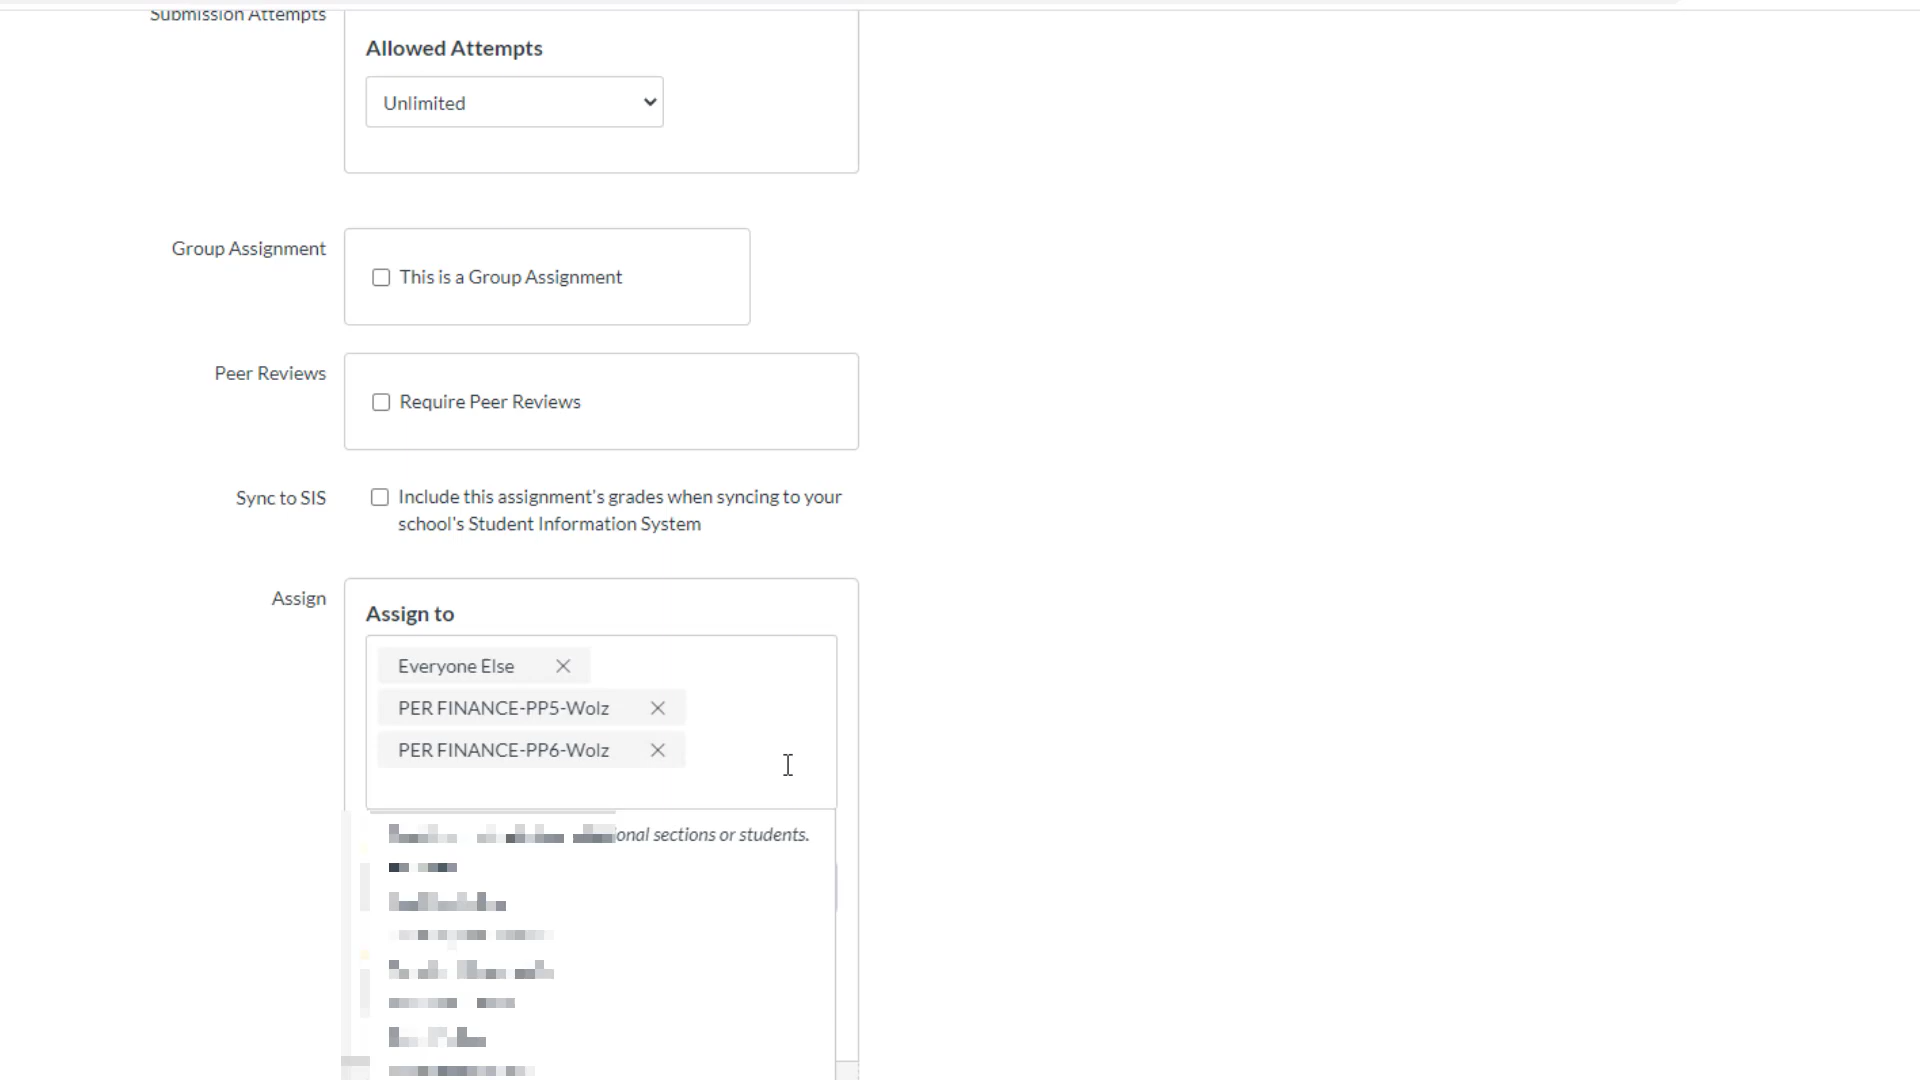 Submission Attempts
Allowed Attempts
Unlimited
Group Assignment
This is a Group Assignment
Peer Reviews
Require Peer Reviews
Sync to SIS
Include this assignment's grades when syncing to your
school's Student Information System
Assign
Assign to
Everyone Else
PER FINANCE-PP5-Wolz
PER FINANCE-PP6-Wolz
sections or students.